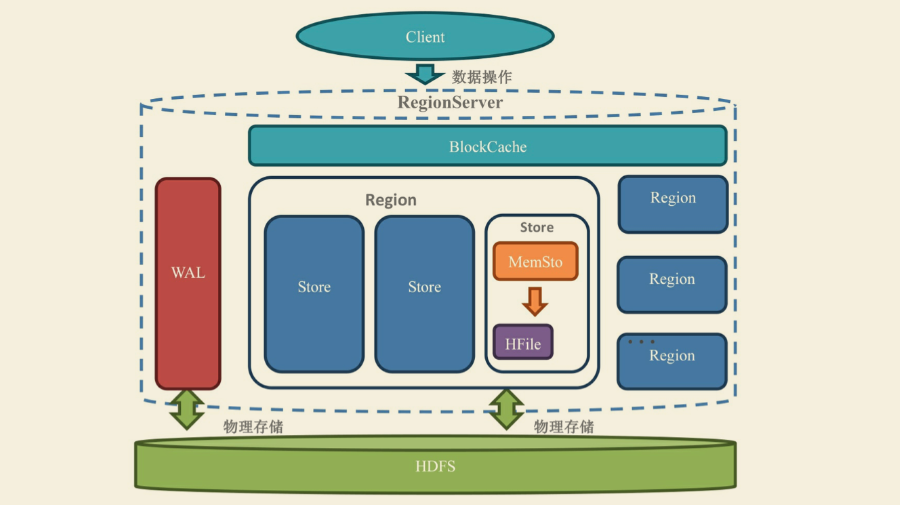 Client
数据操作
RegionServer
BlockCache
WAL
Region
Store
Store
Store
MemSto
HFile
Region
Region
...
Region
物理存储
物理存储
HDFS